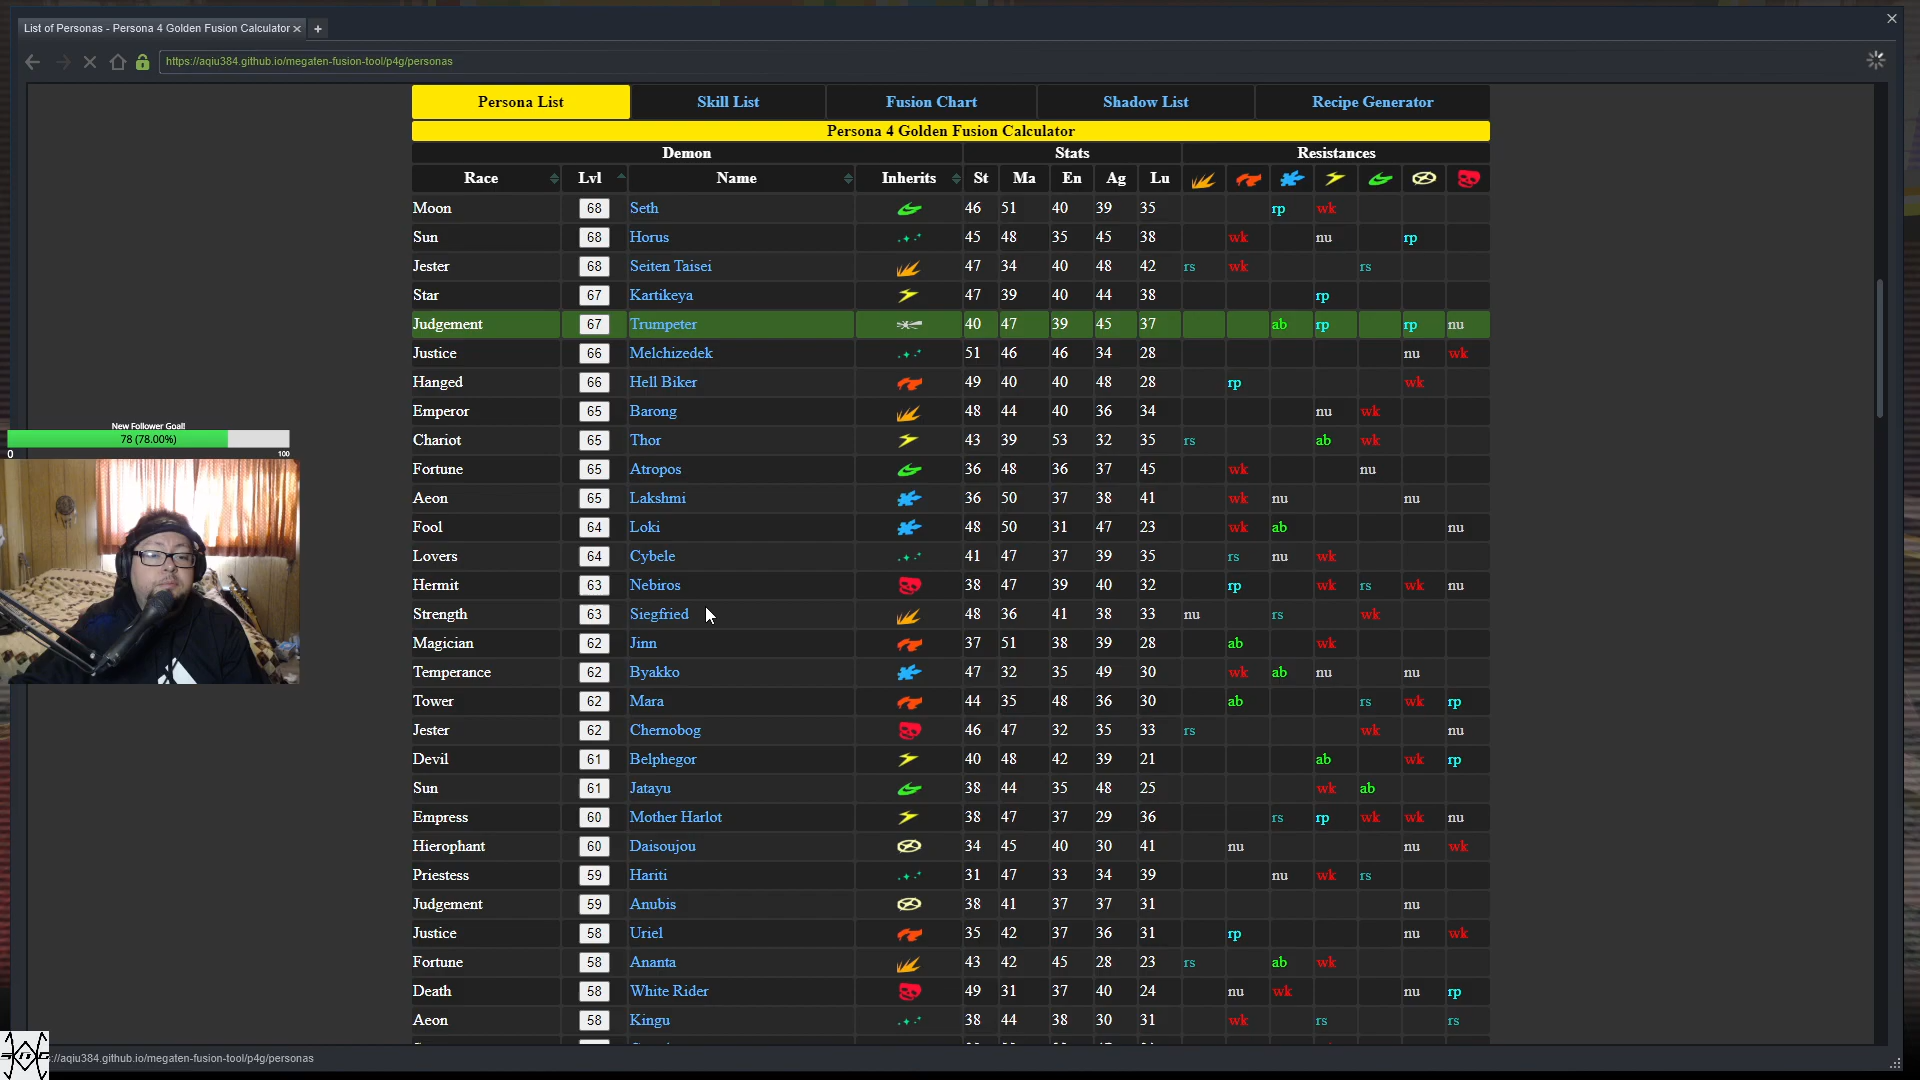 List of Personas - Persona 4 Golden Fusion Calculator
https://aqiu384.github.io/megaten-fusion-tool/p4g/personas
Persona List Skill List Fusion Chart Shadow List Recipe Generator
Persona 4 Golden Fusion Calculator
Demon Stats Resistances
Race Lvl Name Inherits St Ma En Ag Lu
Moon 68 Seth 46 51 40 39 35 rp wk
Sun 68 Horus 45 48 35 45 38 wk nu rp
Jester 68 Seiten Taisei 47 34 40 48 42 rs wk rs
Star 67 Kartikeya 47 39 40 44 38 rp
Judgement 67 Trumpeter 40 47 39 45 37 ab rp rp nu
Justice 66 Melchizedek 51 46 46 34 28 nu wk
Hanged 66 Hell Biker 49 40 40 48 28 rp wk
Emperor 65 Barong 48 44 40 36 34 nu wk
Chariot 65 Thor 43 39 53 32 35 rs ab wk
Fortune 65 Atropos 36 48 36 37 45 wk nu
Aeon 65 Lakshmi 36 50 37 38 41 wk nu nu
Fool 64 Loki 48 50 31 47 23 wk ab nu
Lovers 64 Cybele 41 47 37 39 35 rs nu wk
Hermit 63 Nebiros 38 47 39 40 32 rp wk rs wk nu
Strength 63 Siegfried 48 36 41 38 33 nu rs wk
Magician 62 Jinn 37 51 38 39 28 ab wk
Temperance 62 Byakko 47 32 35 49 30 wk ab nu nu
Tower 62 Mara 44 35 48 36 30 ab rs wk rp
Jester 62 Chernobog 46 47 32 35 33 rs wk nu
Devil 61 Belphegor 40 48 42 39 21 ab wk rp
Sun 61 Jatayu 38 44 35 48 25 wk ab
Empress 60 Mother Harlot 38 47 37 29 36 rs rp wk wk nu
Hierophant 60 Daisoujou 34 45 40 30 41 nu nu wk
Priestess 59 Hariti 31 47 33 34 39 nu wk rs
Judgement 59 Anubis 38 41 37 37 31 nu
Justice 58 Uriel 35 42 37 36 31 rp nu wk
Fortune 58 Ananta 43 42 45 28 23 rs ab wk
Death 58 White Rider 49 31 37 40 24 nu wk nu rp
Aeon 58 Kingu 38 44 38 30 31 wk rs rs
New Follower Goal!
78 (78.00%)
0 100
://aqiu384.github.io/megaten-fusion-tool/p4g/personas